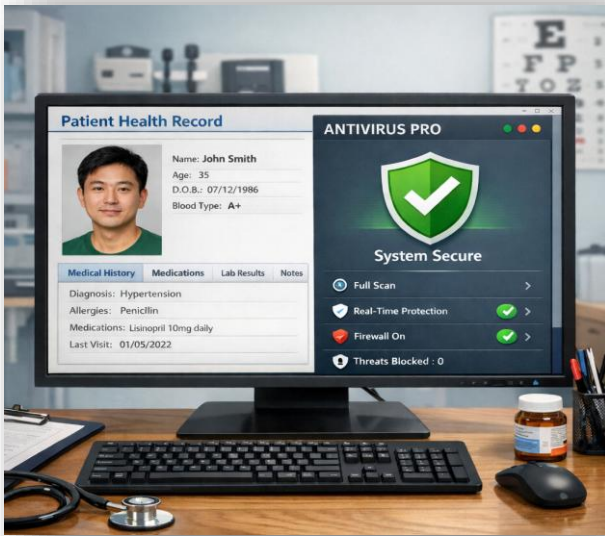 Patient Health Record
Name: John Smith
Age: 35
D.O.B.: 07/12/1986
Blood Type: A+
Medical History Medications Lab Results Notes
Diagnosis: Hypertension
Allergies: Penicillin
Medications: Lisinopril 10mg daily
Last Visit: 01/05/2022
ANTIVIRUS PRO
System Secure
Full Scan
Real-Time Protection
Firewall On
Threats Blocked : 0
E
F P
T O Z